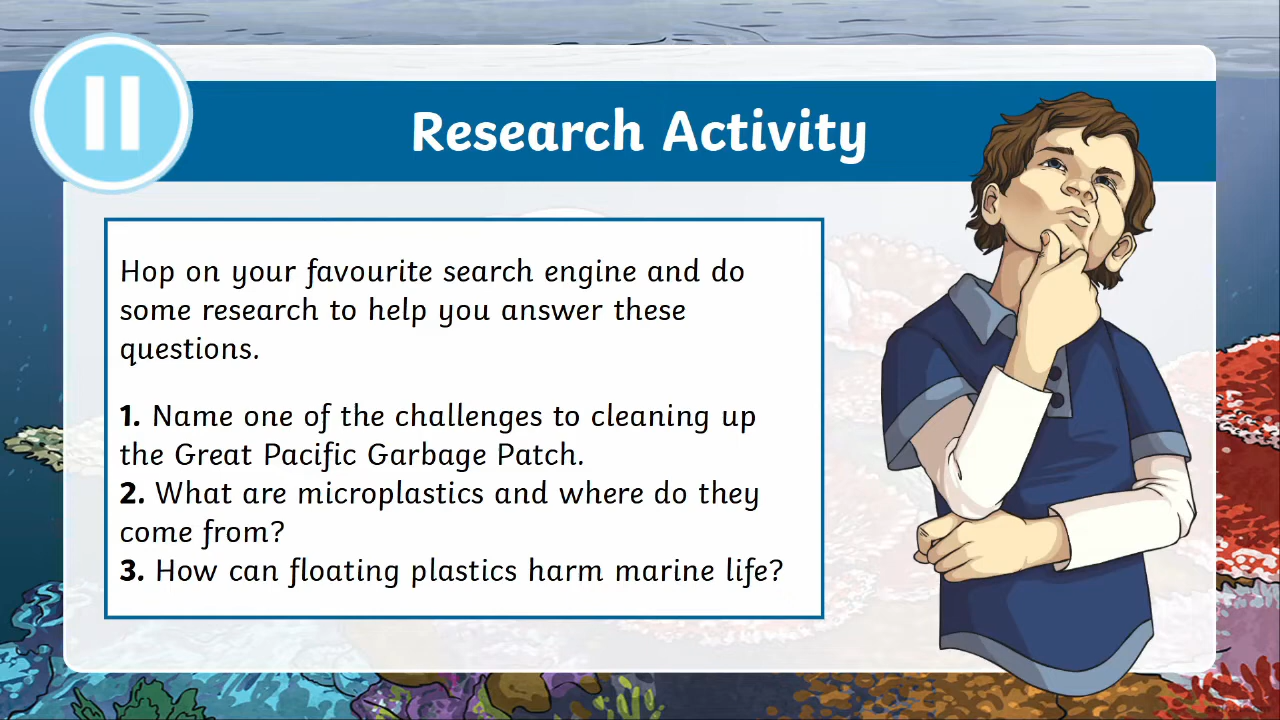 Research Activity
Hop on your favourite search engine and do
some research to help you answer these
questions.
1. Name one of the challenges to cleaning up
the Great Pacific Garbage Patch.
2. What are microplastics and where do they
come from?
3. How can floating plastics harm marine life?